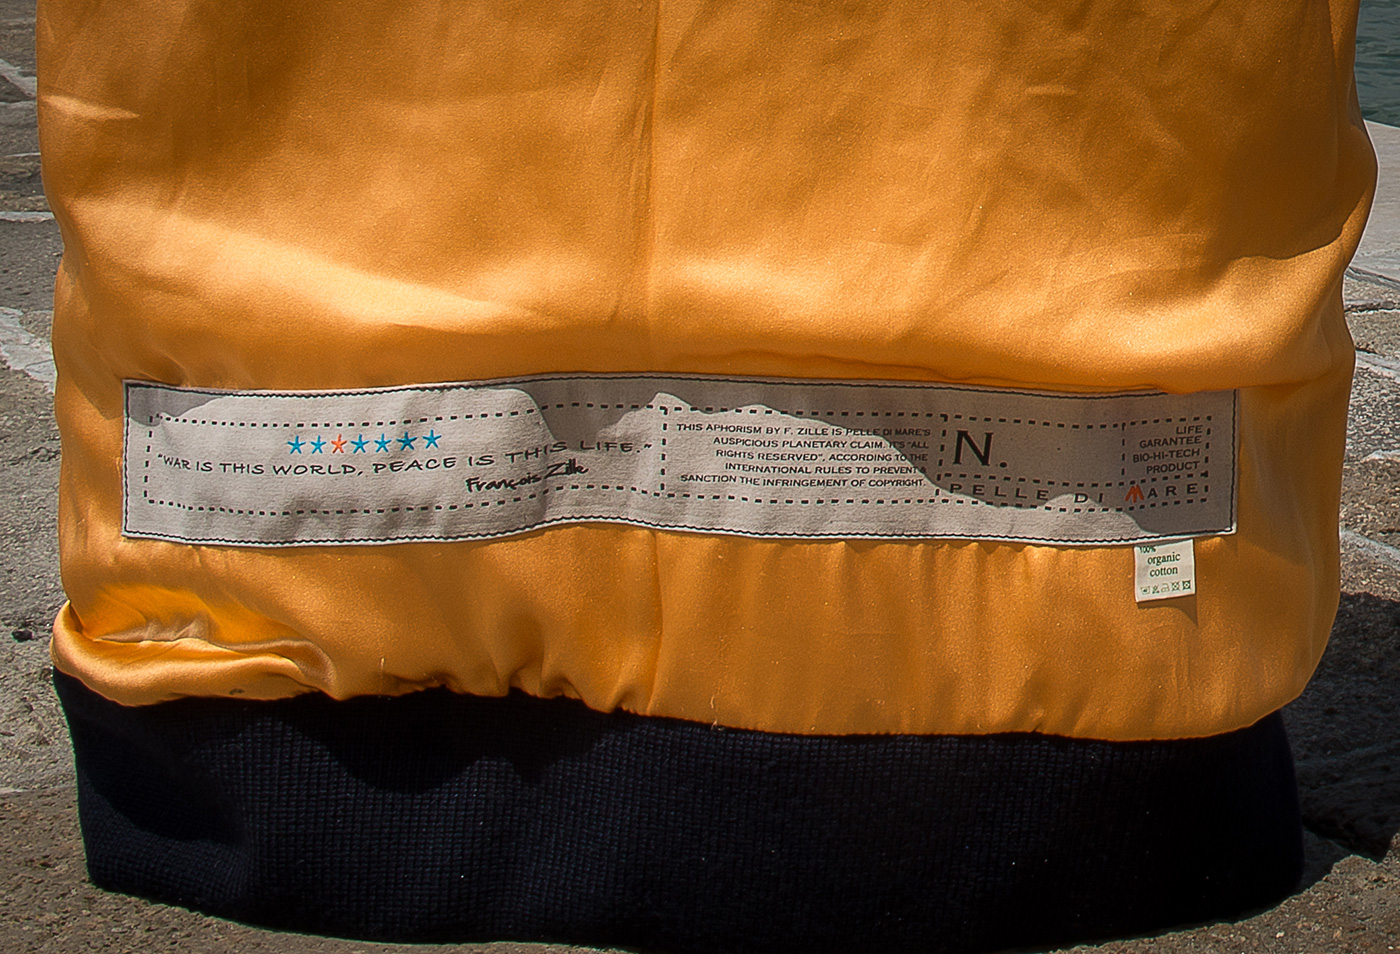 "WAR IS THIS WORLD, PEACE IS THIS LIFE."
François Zille
THIS APHORISM BY F. ZILLE IS PELLE DI MARE'S
AUSPICIOUS PLANETARY CLAIM. IT'S "ALL
RIGHTS RESERVED", ACCORDING TO THE
INTERNATIONAL RULES TO PREVENT &
SANCTION THE INFRINGEMENT OF COPYRIGHT.
N.
LIFE
GARANTEE
BIO-HI-TECH
PRODUCT
PELLE DI MARE
100%
organic
cotton